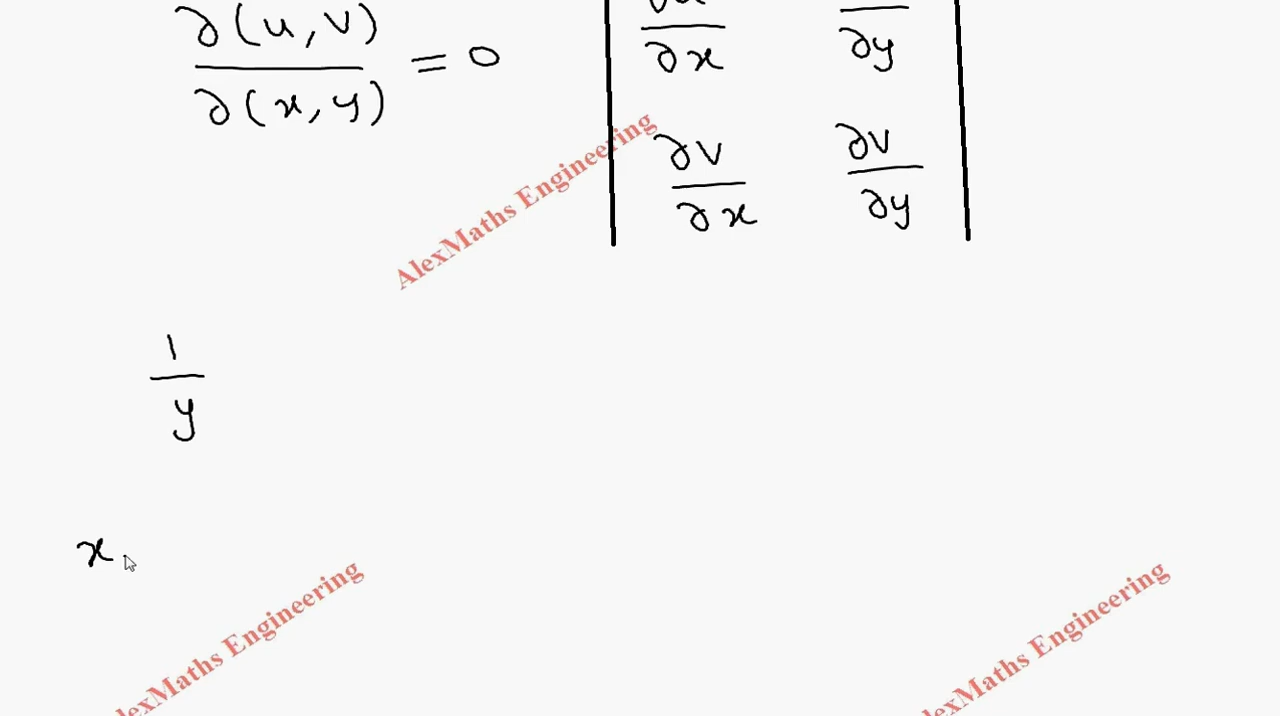 ∂(u,v)/∂(x,y) = 0 | ∂u/∂x /∂y |
| ∂v/∂x ∂v/∂y |
AlexMaths Engineering
1/y
x
AlexMaths Engineering
AlexMaths Engineering